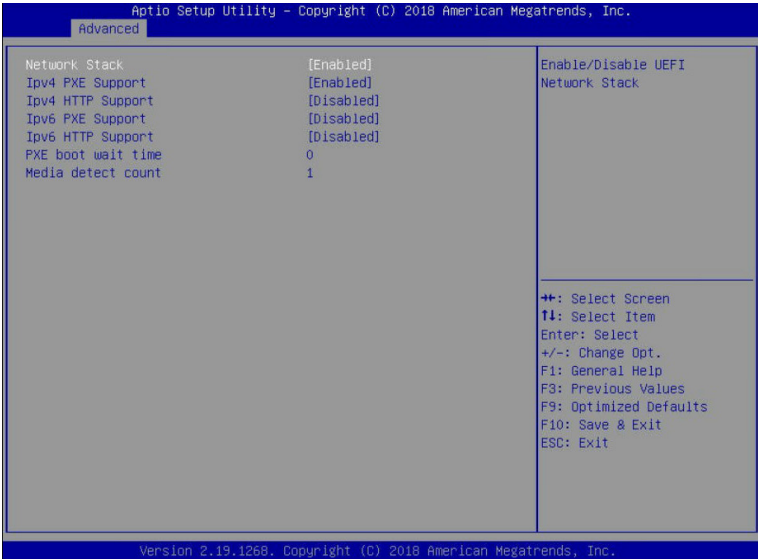 Aptio Setup Utility – Copyright (C) 2018 American Megatrends, Inc.
Advanced
Network Stack [Enabled]
Ipv4 PXE Support [Enabled]
Ipv4 HTTP Support [Disabled]
Ipv6 PXE Support [Disabled]
Ipv6 HTTP Support [Disabled]
PXE boot wait time 0
Media detect count 1
Enable/Disable UEFI
Network Stack
→←: Select Screen
↑↓: Select Item
Enter: Select
+/-: Change Opt.
F1: General Help
F3: Previous Values
F9: Optimized Defaults
F10: Save & Exit
ESC: Exit
Version 2.19.1268. Copyright (C) 2018 American Megatrends, Inc.